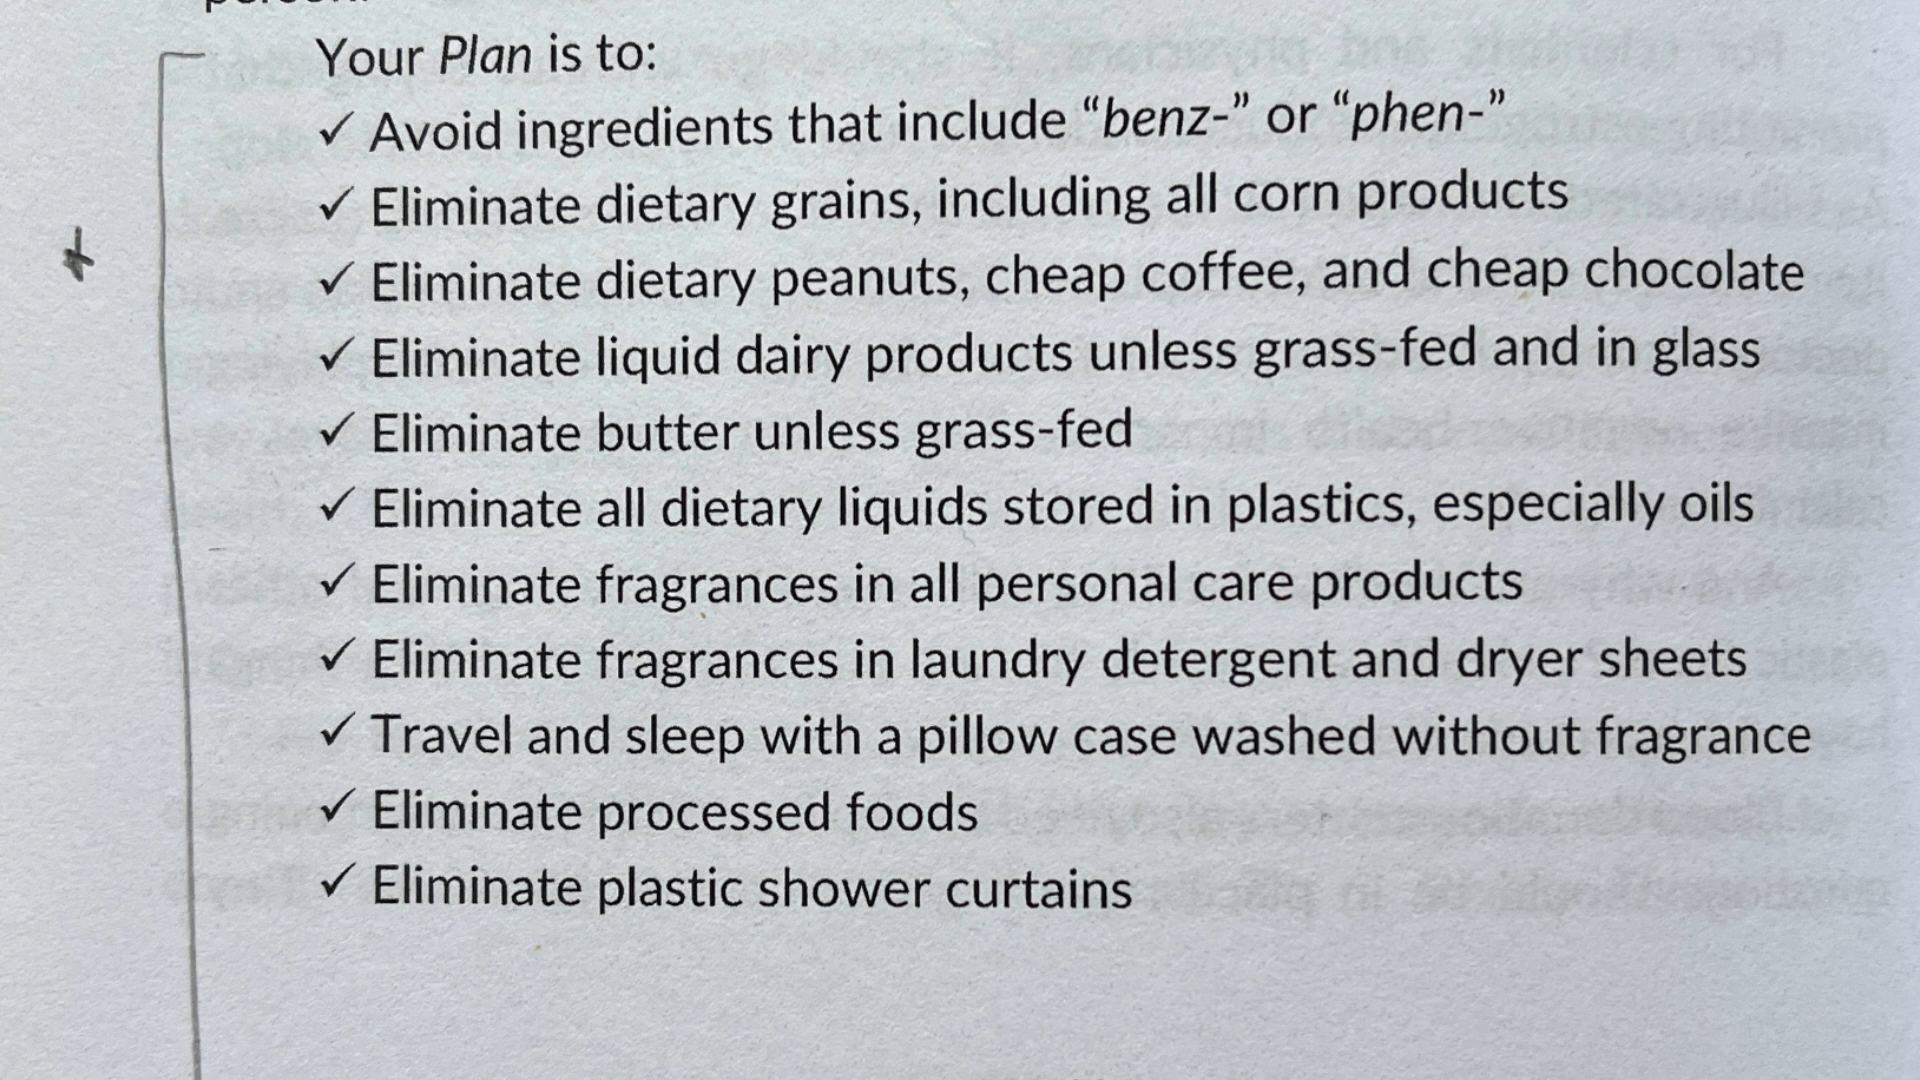 Your Plan is to:
✓ Avoid ingredients that include “benz-” or “phen-”
✓ Eliminate dietary grains, including all corn products
✓ Eliminate dietary peanuts, cheap coffee, and cheap chocolate
✓ Eliminate liquid dairy products unless grass-fed and in glass
✓ Eliminate butter unless grass-fed
✓ Eliminate all dietary liquids stored in plastics, especially oils
✓ Eliminate fragrances in all personal care products
✓ Eliminate fragrances in laundry detergent and dryer sheets
✓ Travel and sleep with a pillow case washed without fragrance
✓ Eliminate processed foods
✓ Eliminate plastic shower curtains